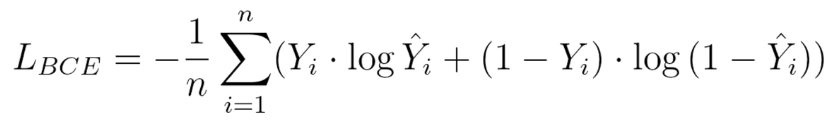 L_{BCE} = -\frac{1}{n} \sum_{i=1}^{n} (Y_i \cdot \log \hat{Y}_i + (1 - Y_i) \cdot \log (1 - \hat{Y}_i))